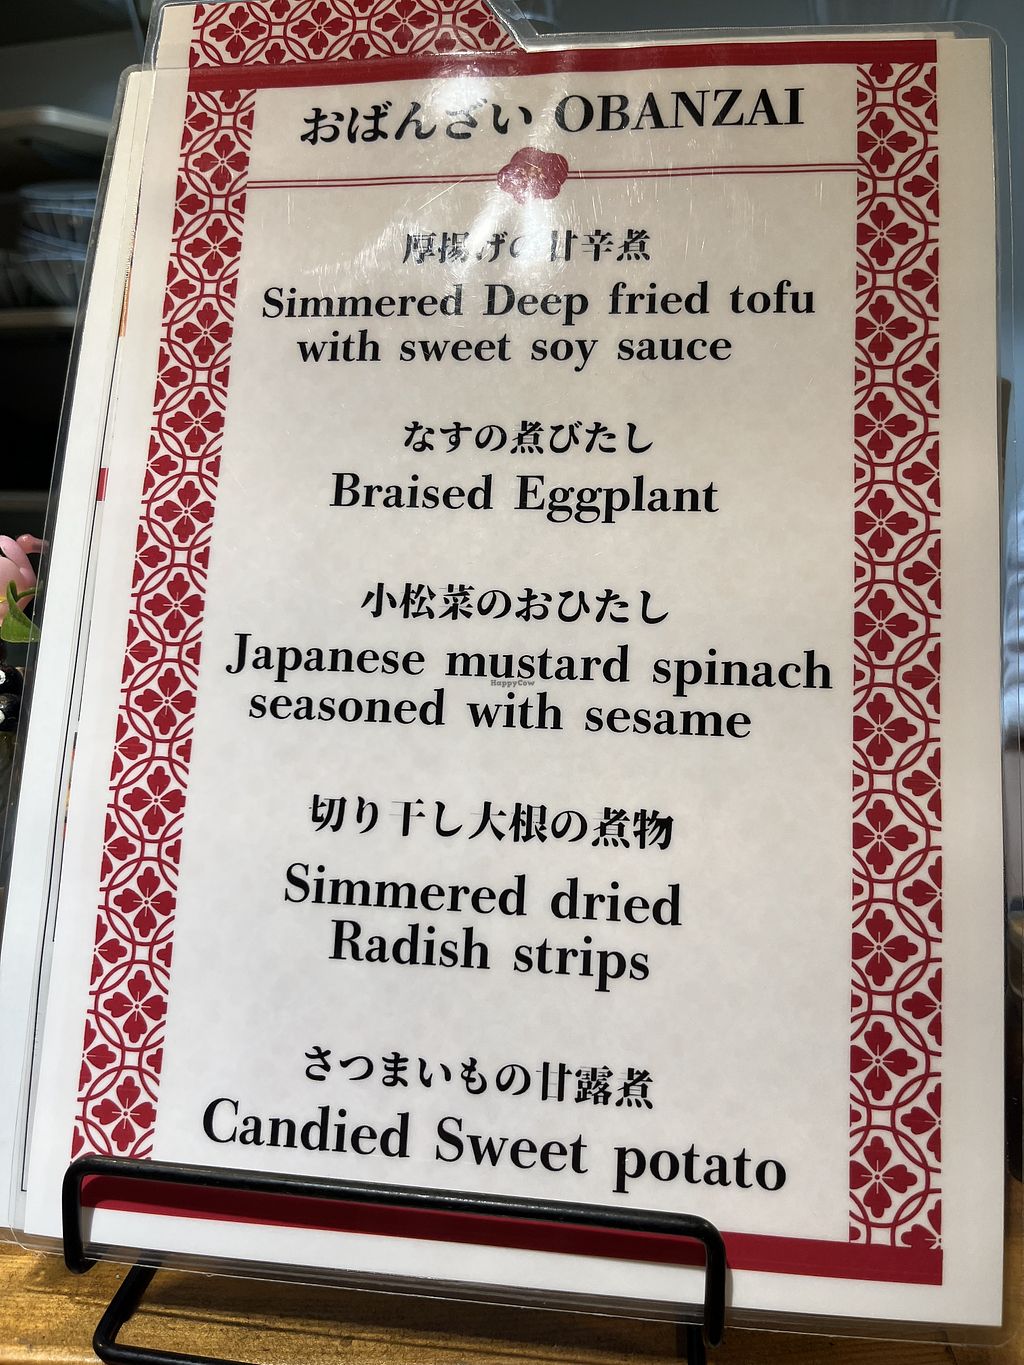 おばんざい OBANZAI
厚揚げの甘辛煮
Simmered Deep fried tofu
with sweet soy sauce
なすの煮びたし
Braised Eggplant
小松菜のおひたし
Japanese mustard spinach
HappyCow
seasoned with sesame
切り干し大根の煮物
Simmered dried
Radish strips
さつまいもの甘露煮
Candied Sweet potato